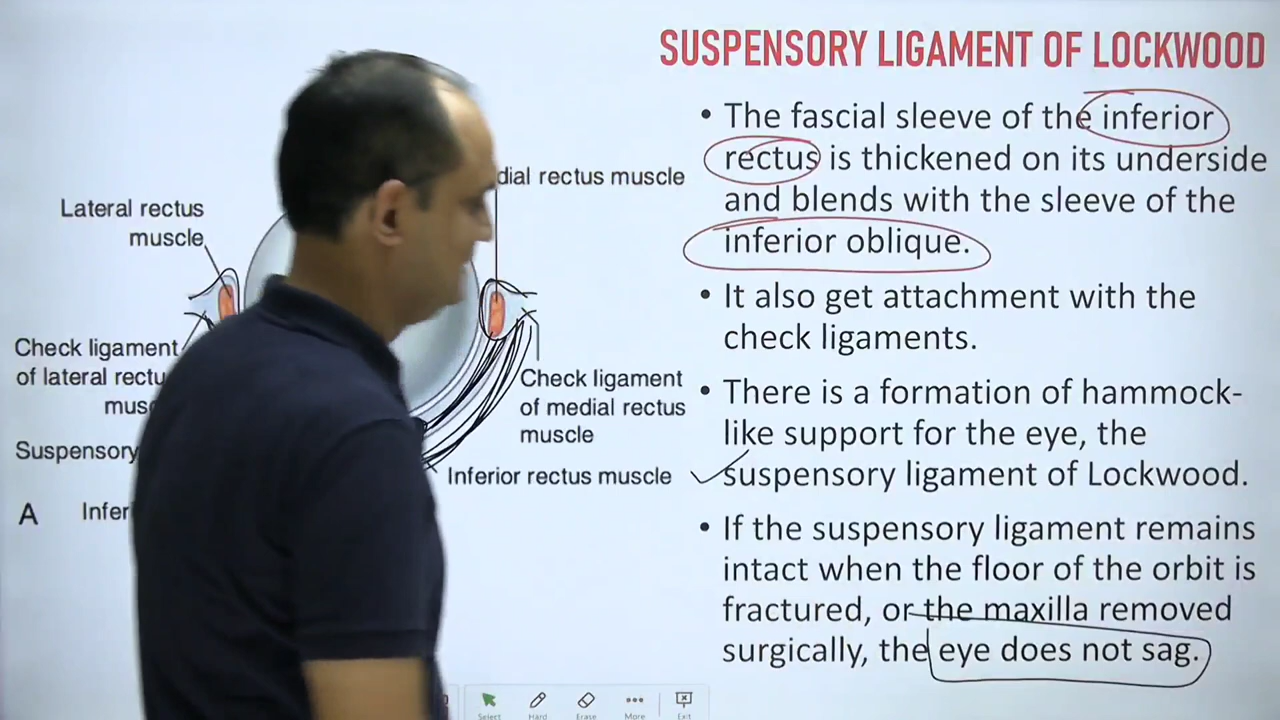 SUSPENSORY LIGAMENT OF LOCKWOOD
• The fascial sleeve of the inferior
rectus is thickened on its underside
and blends with the sleeve of the
inferior oblique.
• It also get attachment with the
check ligaments.
• There is a formation of hammock-
like support for the eye, the
suspensory ligament of Lockwood.
• If the suspensory ligament remains
intact when the floor of the orbit is
fractured, or the maxilla removed
surgically, the eye does not sag.
dial rectus muscle
Lateral rectus
muscle
Check ligament
of lateral rectu
musc
Suspensory
A Infer
Check ligament
of medial rectus
muscle
Inferior rectus muscle
Select
Hard
Erase
More
Exit